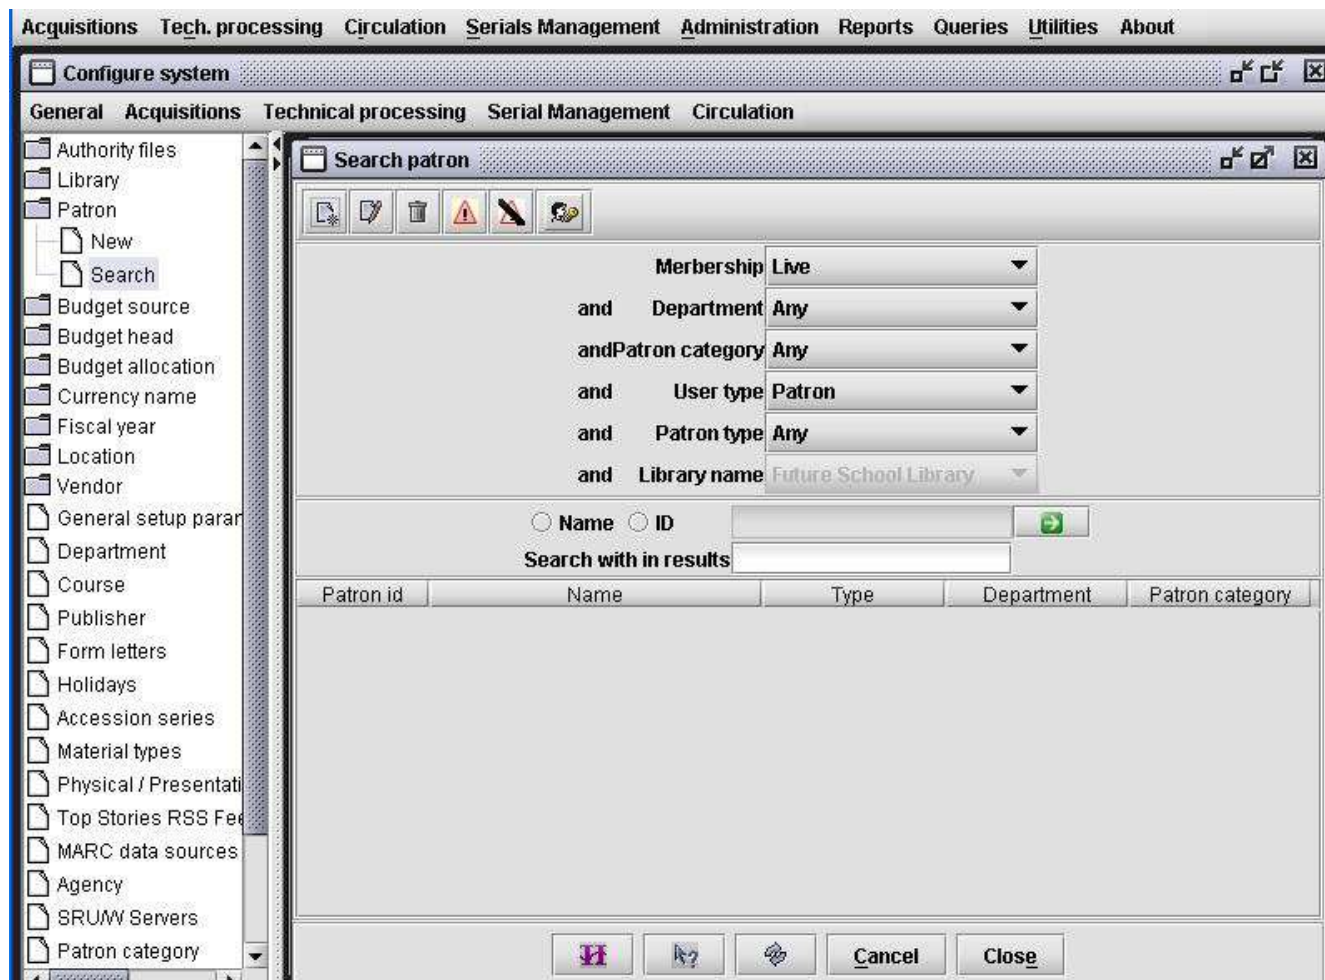 Acquisitions Tech. processing Circulation Serials Management Administration Reports Queries Utilities About
Configure system
General Acquisitions Technical processing Serial Management Circulation
Authority files
Library
Patron
New
Search
Budget source
Budget head
Budget allocation
Currency name
Fiscal year
Location
Vendor
General setup parar
Department
Course
Publisher
Form letters
Holidays
Accession series
Material types
Physical / Presentati
Top Stories RSS Fee
MARC data sources
Agency
SRU/W Servers
Patron category
Search patron
Merbership Live
and Department Any
andPatron category Any
and User type Patron
and Patron type Any
and Library name Future School Library
Name ID
Search with in results
Patron id Name Type Department Patron category
Cancel Close